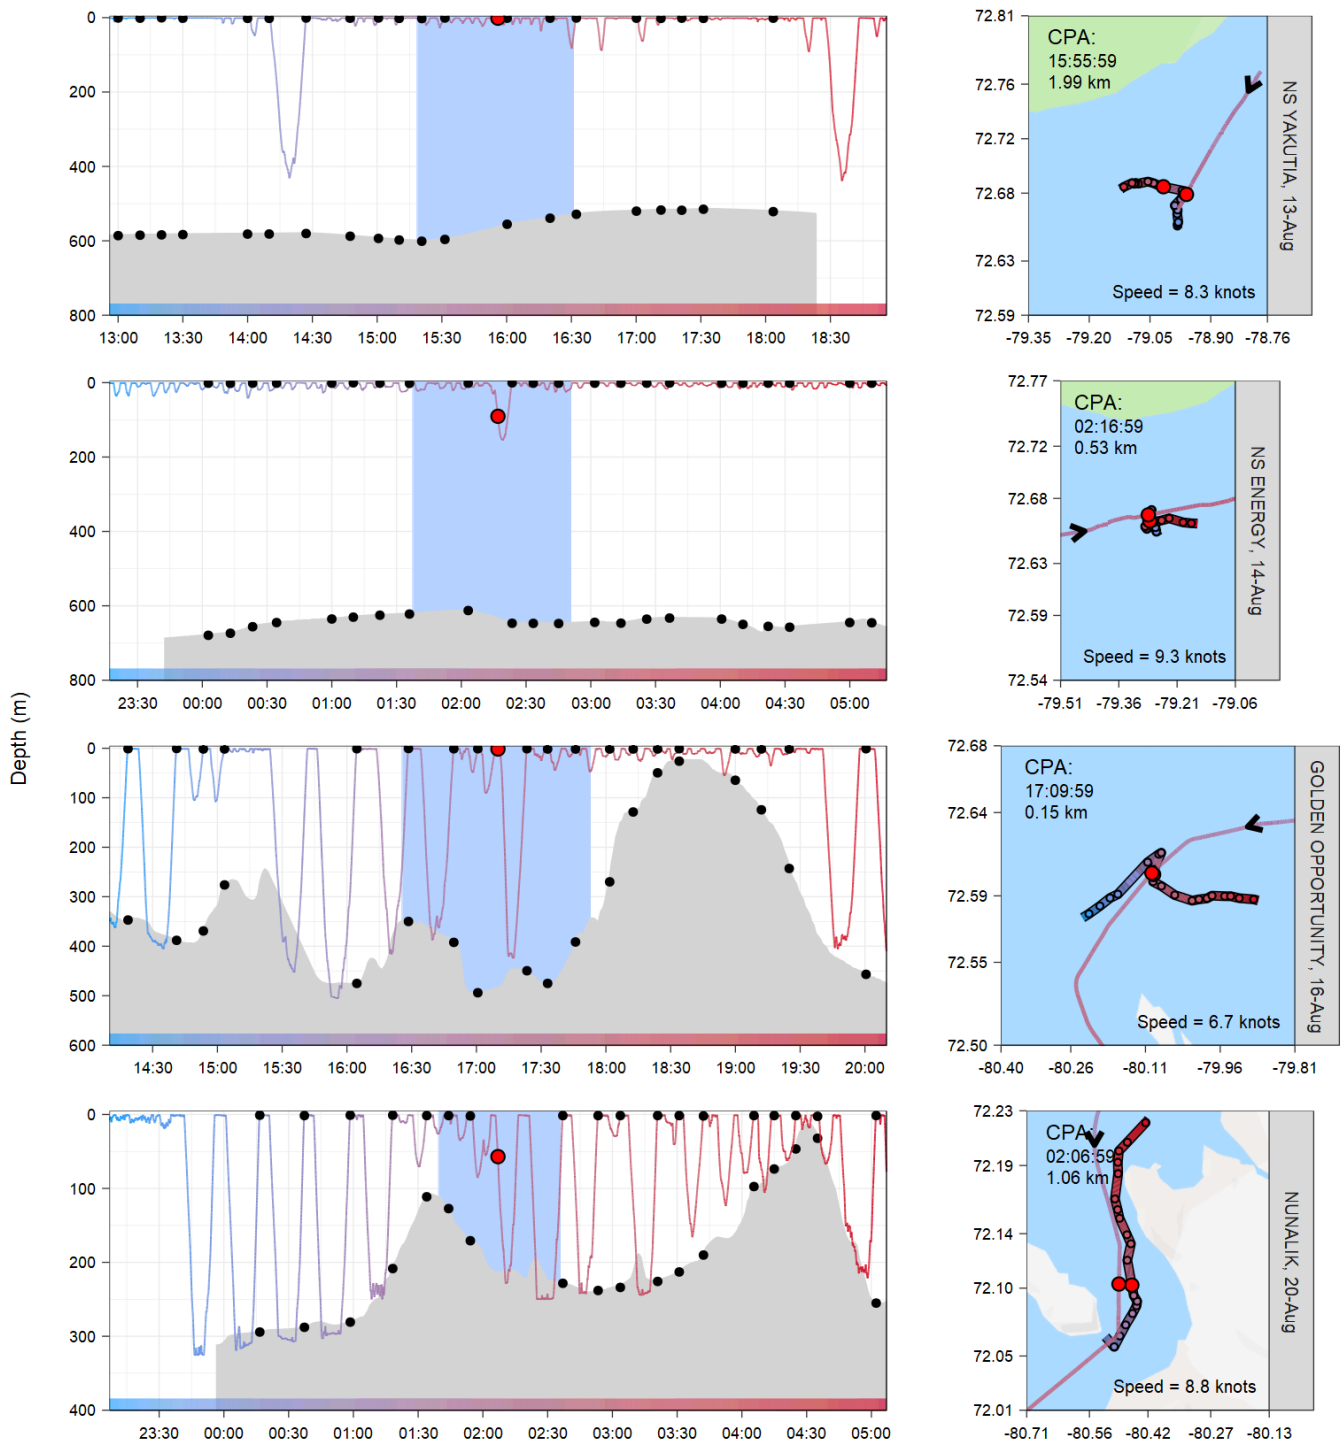 Depth (m)
0
200
400
600
800
13:00 13:30 14:00 14:30 15:00 15:30 16:00 16:30 17:00 17:30 18:00 18:30
72.81
72.76
72.72
72.68
72.63
72.59
CPA:
15:55:59
1.99 km
Speed = 8.3 knots
-79.35 -79.20 -79.05 -78.90 -78.76
NS YAKUTIA, 13-Aug
0
200
400
600
800
23:30 00:00 00:30 01:00 01:30 02:00 02:30 03:00 03:30 04:00 04:30 05:00
72.77
72.72
72.68
72.63
72.59
72.54
CPA:
02:16:59
0.53 km
Speed = 9.3 knots
-79.51 -79.36 -79.21 -79.06
NS ENERGY, 14-Aug
0
100
200
300
400
500
600
14:30 15:00 15:30 16:00 16:30 17:00 17:30 18:00 18:30 19:00 19:30 20:00
72.68
72.64
72.59
72.55
72.50
CPA:
17:09:59
0.15 km
Speed = 6.7 knots
-80.40 -80.26 -80.11 -79.96 -79.81
GOLDEN OPPORTUNITY, 16-Aug
0
100
200
300
400
23:30 00:00 00:30 01:00 01:30 02:00 02:30 03:00 03:30 04:00 04:30 05:00
72.23
72.19
72.14
72.10
72.05
72.01
CPA:
02:06:59
1.06 km
Speed = 8.8 knots
-80.71 -80.56 -80.42 -80.27 -80.13
NUNALIK, 20-Aug